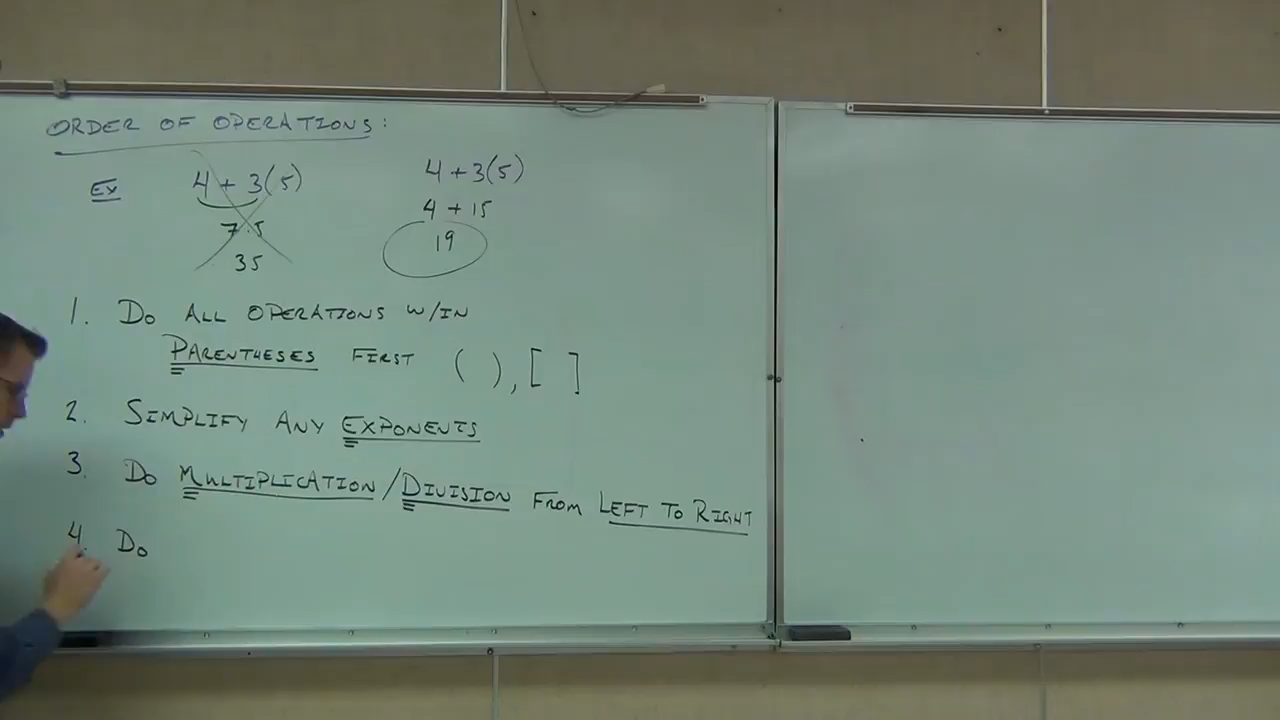 ORDER OF OPERATIONS:
Ex 4 + 3(5) 4 + 3(5)
7·5 4 + 15
35 19
1. DO ALL OPERATIONS W/IN
PARENTHESES FIRST ( ), [ ]
2. SIMPLIFY ANY EXPONENTS
3. DO MULTIPLICATION/DIVISION FROM LEFT TO RIGHT
4. DO